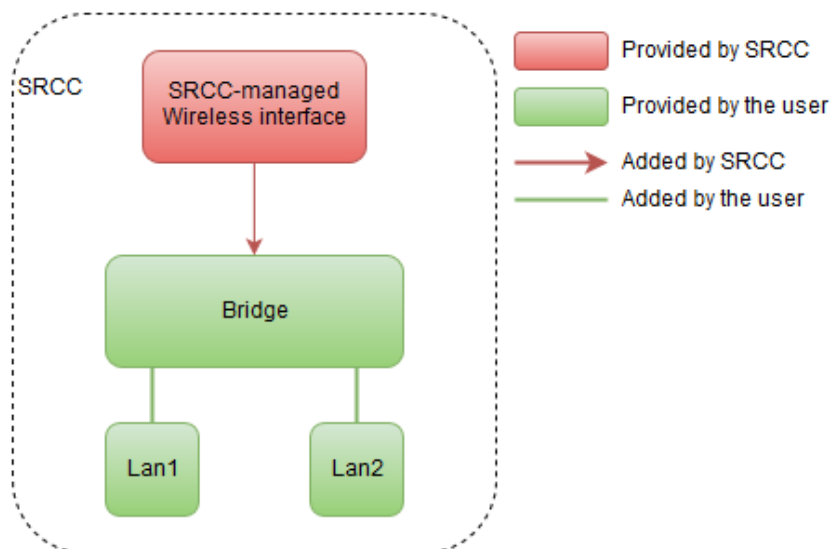 SRCC
SRCC-managed
Wireless interface
Bridge
Lan1
Lan2
Provided by SRCC
Provided by the user
Added by SRCC
Added by the user